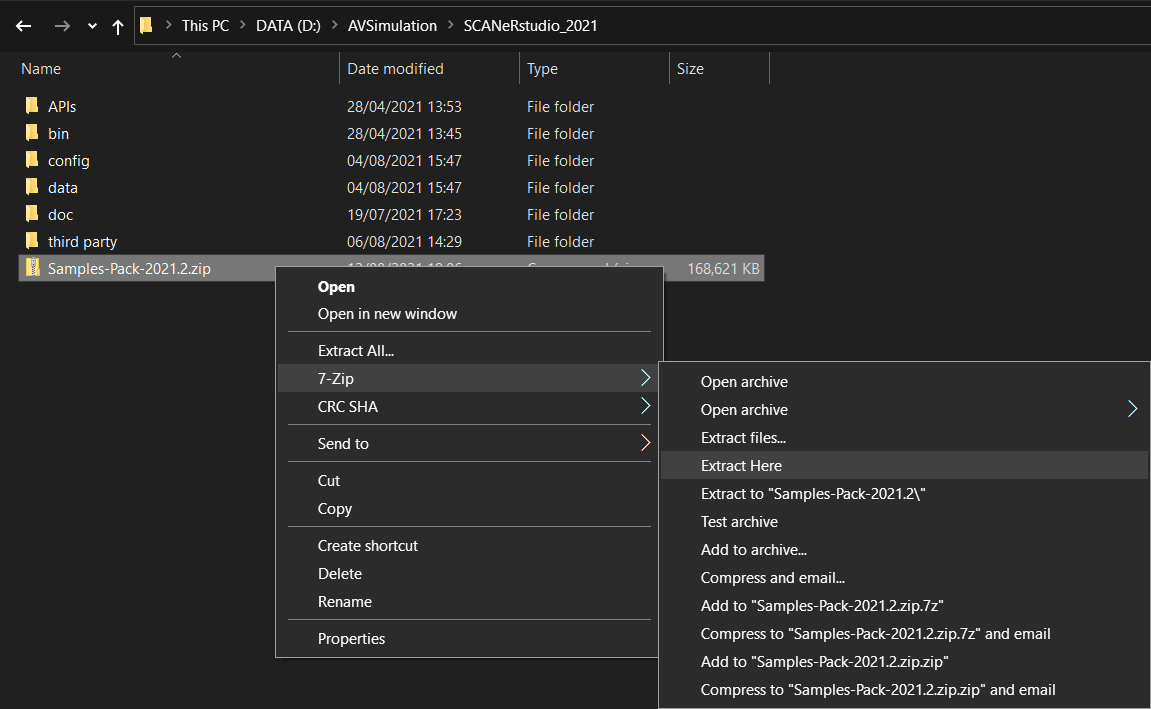 This PC > DATA (D:) > AVSimulation > SCANeRstudio_2021
Name Date modified Type Size
APIs 28/04/2021 13:53 File folder
bin 28/04/2021 13:45 File folder
config 04/08/2021 15:47 File folder
data 04/08/2021 15:47 File folder
doc 19/07/2021 17:23 File folder
third party 06/08/2021 14:29 File folder
Samples-Pack-2021.2.zip 168,621 KB
Open
Open in new window
Extract All...
7-Zip
CRC SHA
Send to
Cut
Copy
Create shortcut
Delete
Rename
Properties
Open archive
Open archive
Extract files...
Extract Here
Extract to "Samples-Pack-2021.2\"
Test archive
Add to archive...
Compress and email...
Add to "Samples-Pack-2021.2.zip.7z"
Compress to "Samples-Pack-2021.2.zip.7z" and email
Add to "Samples-Pack-2021.2.zip.zip"
Compress to "Samples-Pack-2021.2.zip.zip" and email